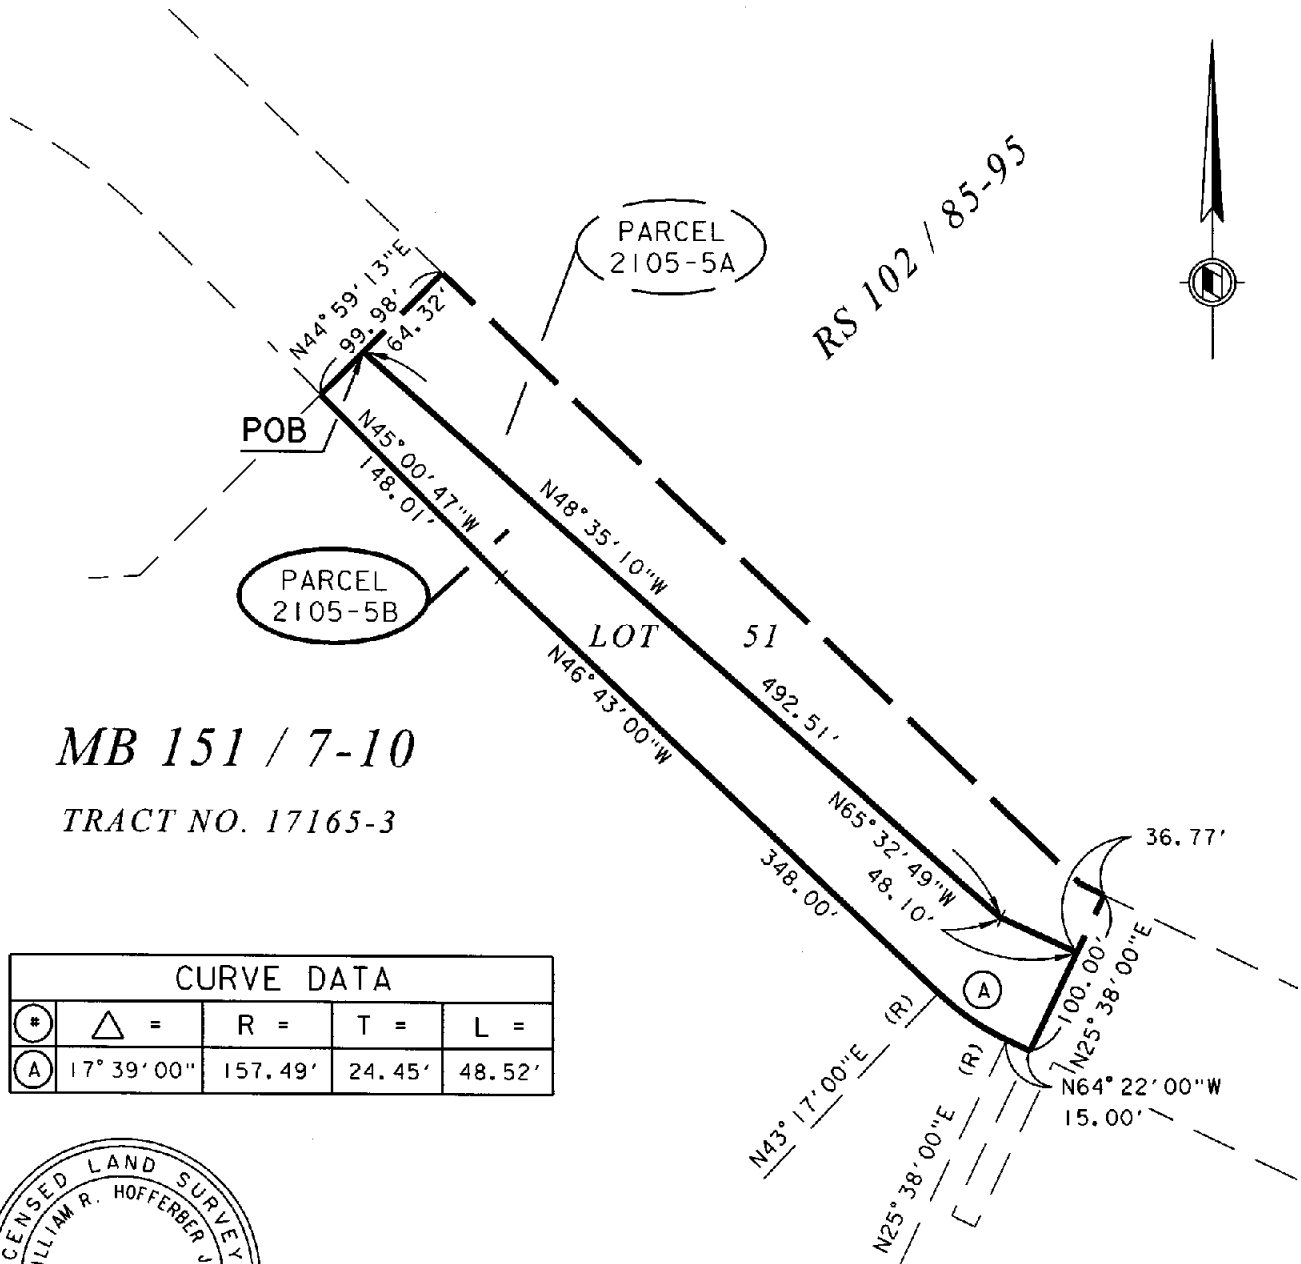 RS 102 / 85-95
PARCEL
2105-5A
N44°59'13"E
99.98'
64.32'
POB
N45°00'47"W
148.01'
N48°35'10"W
492.51'
PARCEL
2105-5B
LOT 51
N46°43'00"W
348.00'
MB 151 / 7-10
TRACT NO. 17165-3
N65°32'49"W
48.10'
36.77'
100.00'
N25°38'00"E
A
(R)
(R)
N43°17'00"E
N25°38'00"E
N64°22'00"W
15.00'
CURVE DATA
# △ = R = T = L =
A 17°39'00" 157.49' 24.45' 48.52'
CENSED LAND SURVEY
LLIAM R. HOFFERBER J